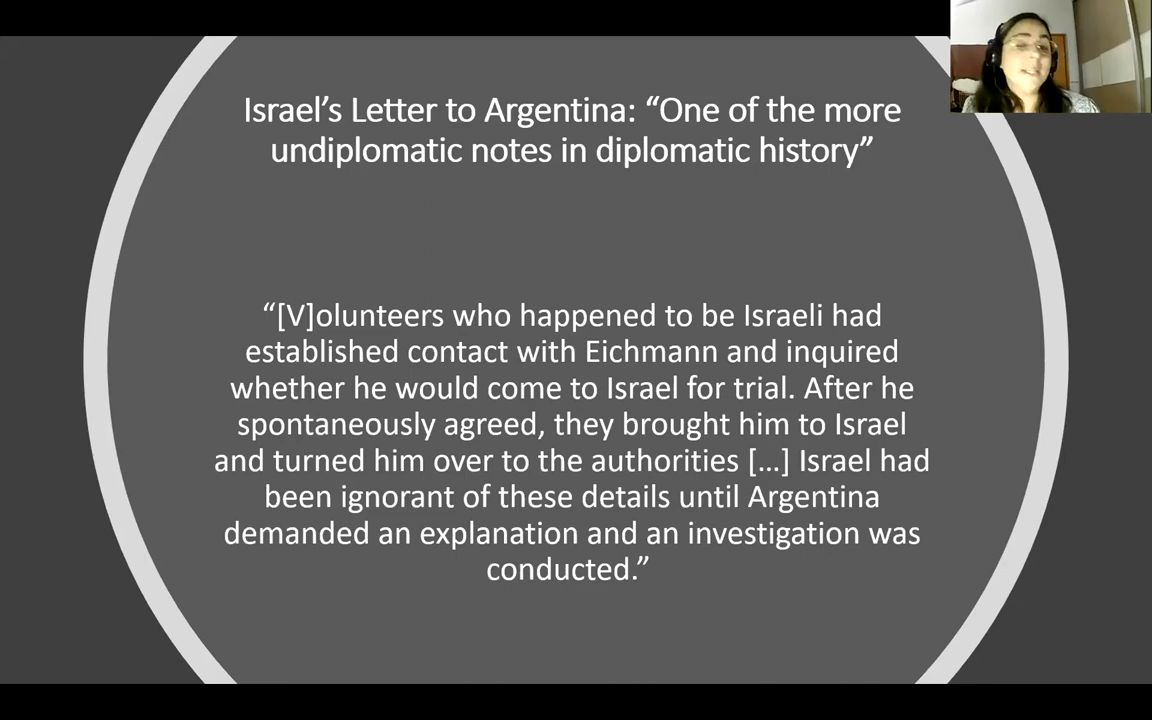 Israel’s Letter to Argentina: “One of the more
undiplomatic notes in diplomatic history”
“[V]olunteers who happened to be Israeli had
established contact with Eichmann and inquired
whether he would come to Israel for trial. After he
spontaneously agreed, they brought him to Israel
and turned him over to the authorities […] Israel had
been ignorant of these details until Argentina
demanded an explanation and an investigation was
conducted.”